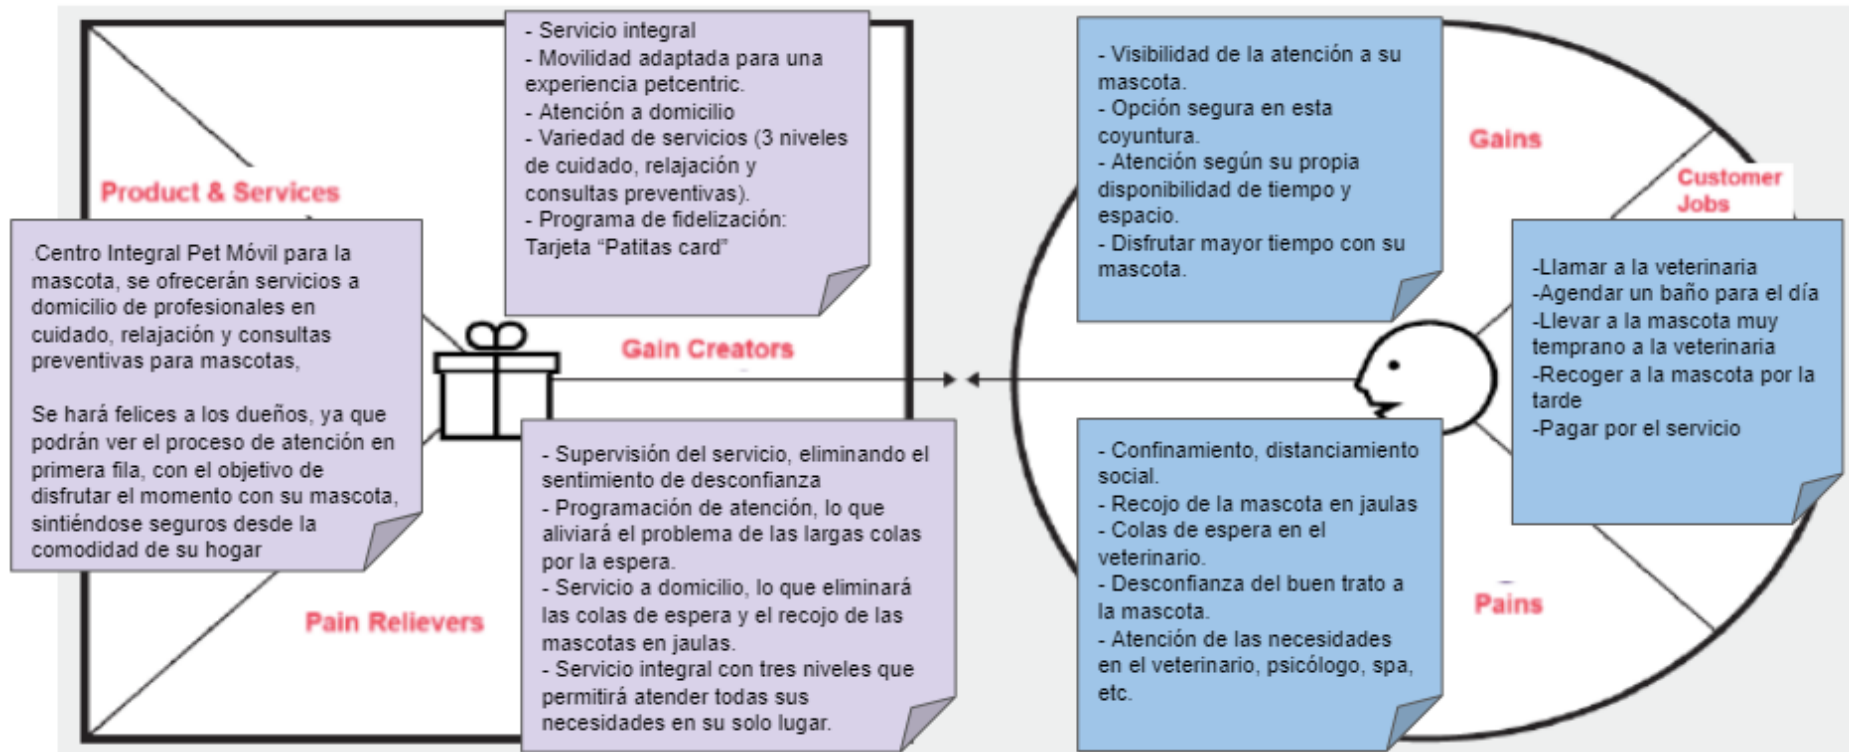 Product & Services
.Centro Integral Pet Móvil para la
mascota, se ofrecerán servicios a
domicilio de profesionales en
cuidado, relajación y consultas
preventivas para mascotas,
Se hará felices a los dueños, ya que
podrán ver el proceso de atención en
primera fila, con el objetivo de
disfrutar el momento con su mascota,
sintiéndose seguros desde la
comodidad de su hogar
- Servicio integral
- Movilidad adaptada para una
experiencia petcentric.
- Atención a domicilio
- Variedad de servicios (3 niveles
de cuidado, relajación y
consultas preventivas).
- Programa de fidelización:
Tarjeta “Patitas card”
Gain Creators
- Supervisión del servicio, eliminando el
sentimiento de desconfianza
- Programación de atención, lo que
aliviará el problema de las largas colas
por la espera.
- Servicio a domicilio, lo que eliminará
las colas de espera y el recojo de las
mascotas en jaulas.
- Servicio integral con tres niveles que
permitirá atender todas sus
necesidades en su solo lugar.
Pain Relievers
- Visibilidad de la atención a su
mascota.
- Opción segura en esta
coyuntura.
- Atención según su propia
disponibilidad de tiempo y
espacio.
- Disfrutar mayor tiempo con su
mascota.
Gains
Customer
Jobs
-Llamar a la veterinaria
-Agendar un baño para el día
-Llevar a la mascota muy
temprano a la veterinaria
-Recoger a la mascota por la
tarde
-Pagar por el servicio
- Confinamiento, distanciamiento
social.
- Recojo de la mascota en jaulas
- Colas de espera en el
veterinario.
- Desconfianza del buen trato a
la mascota.
- Atención de las necesidades
en el veterinario, psicólogo, spa,
etc.
Pains